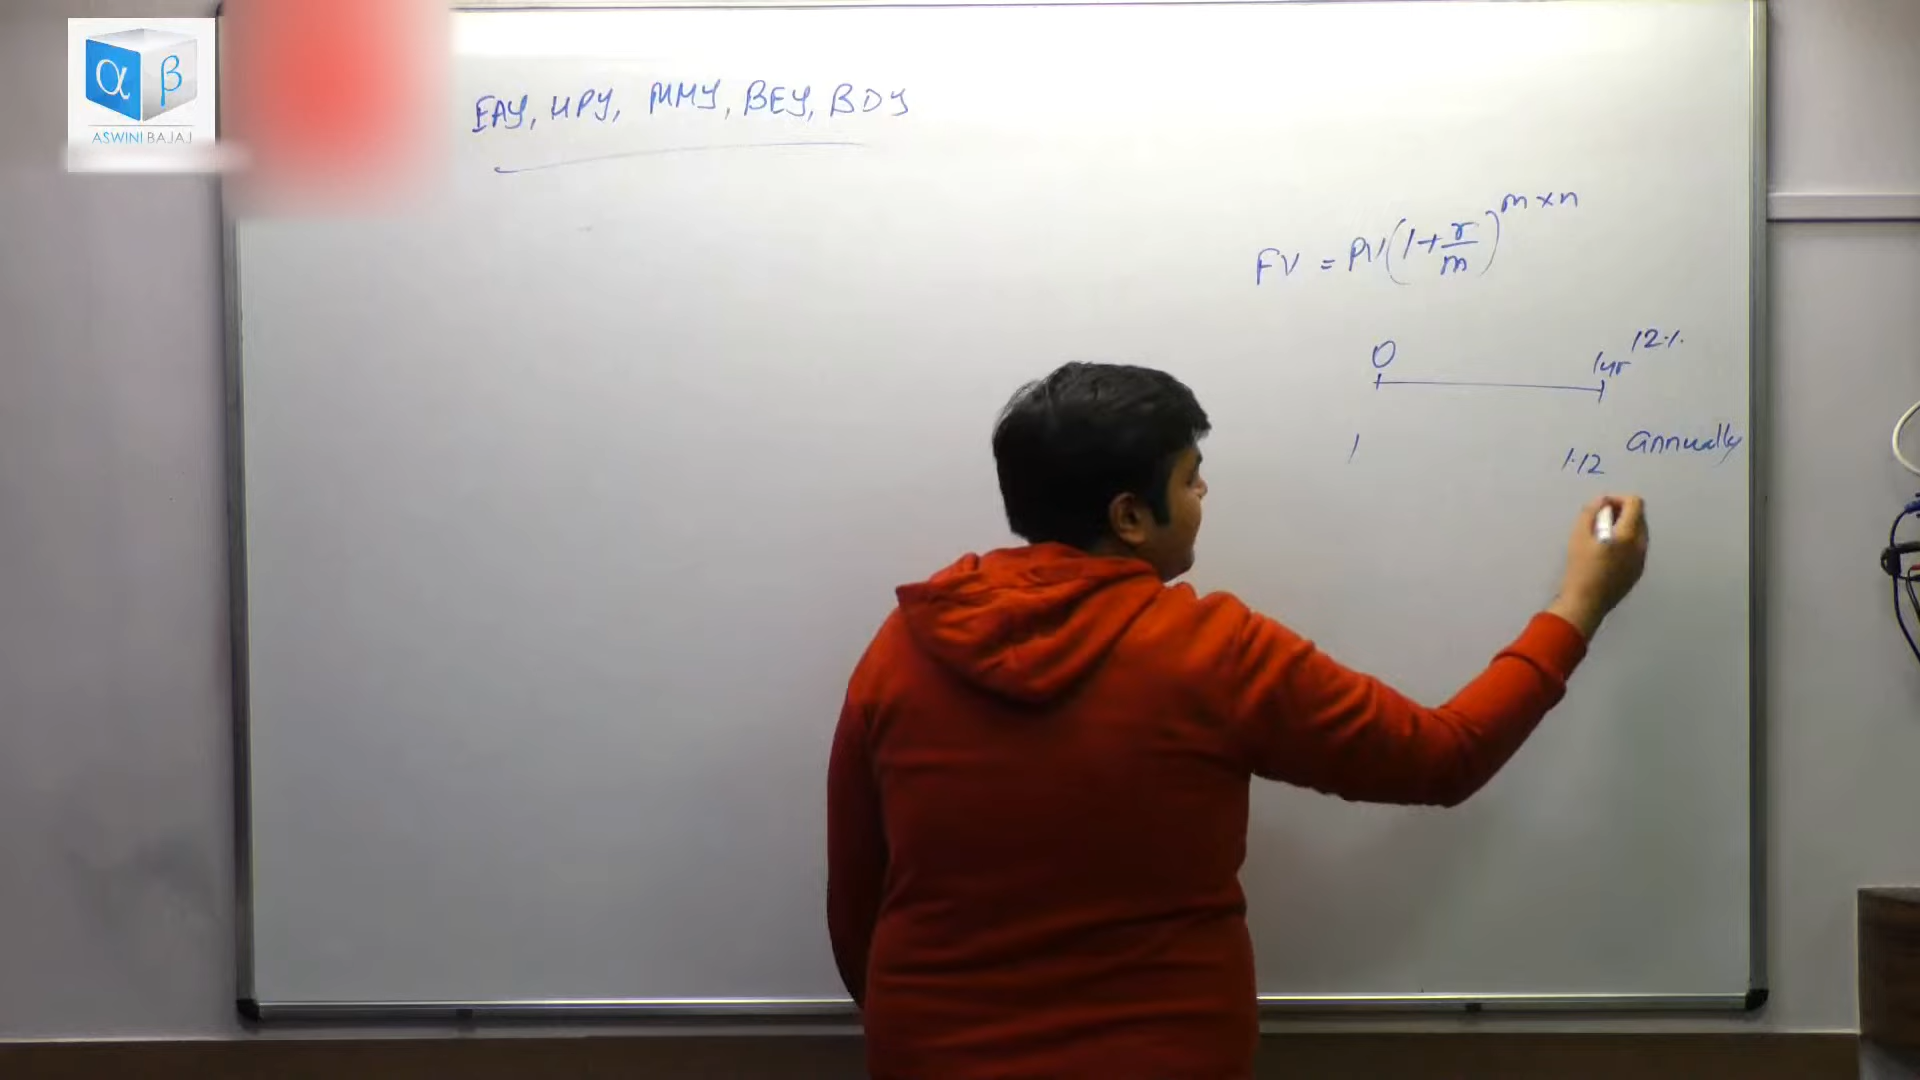 α β
ASWINI BAJAJ
EAY, HPY, MMY, BEY, BDY
FV = PV(1+r/m)^m×n
0 1yr 12%
1 1.12 annually